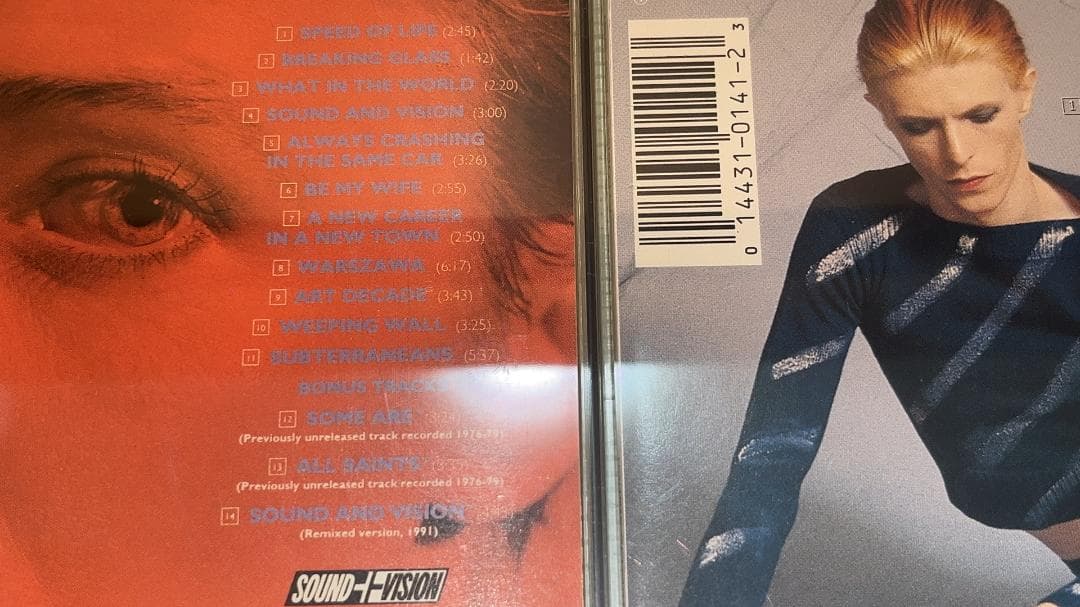 1 SPEED OF LIFE (2:45)
2 BREAKING GLASS (1:42)
3 WHAT IN THE WORLD (2:20)
4 SOUND AND VISION (3:00)
5 ALWAYS CRASHING
IN THE SAME CAR (3:26)
6 BE MY WIFE (2:55)
7 A NEW CAREER
IN A NEW TOWN (2:50)
8 WARSZAWA (6:17)
9 ART DECADE (3:43)
10 WEEPING WALL (3:25)
11 SUBTERRANEANS (5:37)
BONUS TRACKS
12 SOME ARE
(Previously unreleased track recorded 1976-79)
13 ALL SAINTS
(Previously unreleased track recorded 1976-79)
14 SOUND AND VISION
(Remixed version, 1991)
SOUND+VISION
0 14431-0141-2 3
1